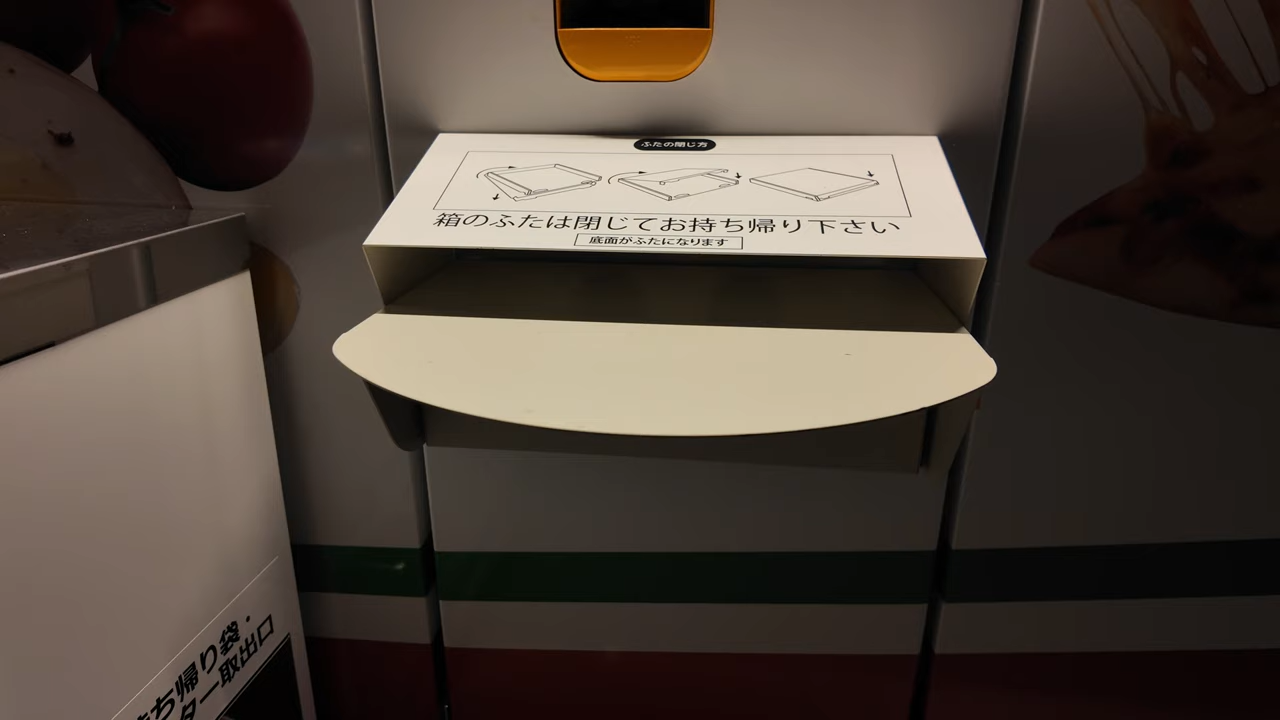 ふたの閉じ方
箱のふたは閉じてお持ち帰り下さい
底面がふたになります
ち帰り袋・
ター取出口